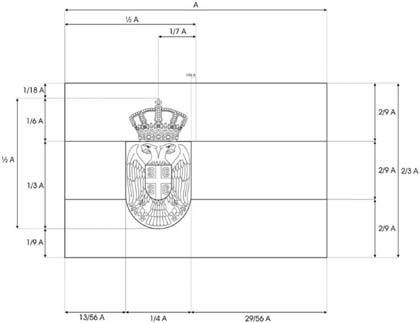 A
½ A
1/7 A
1/18 A
1/6 A
2/9 A
½ A
1/3 A
2/9 A
2/3 A
1/9 A
2/9 A
13/56 A
1/4 A
29/56 A